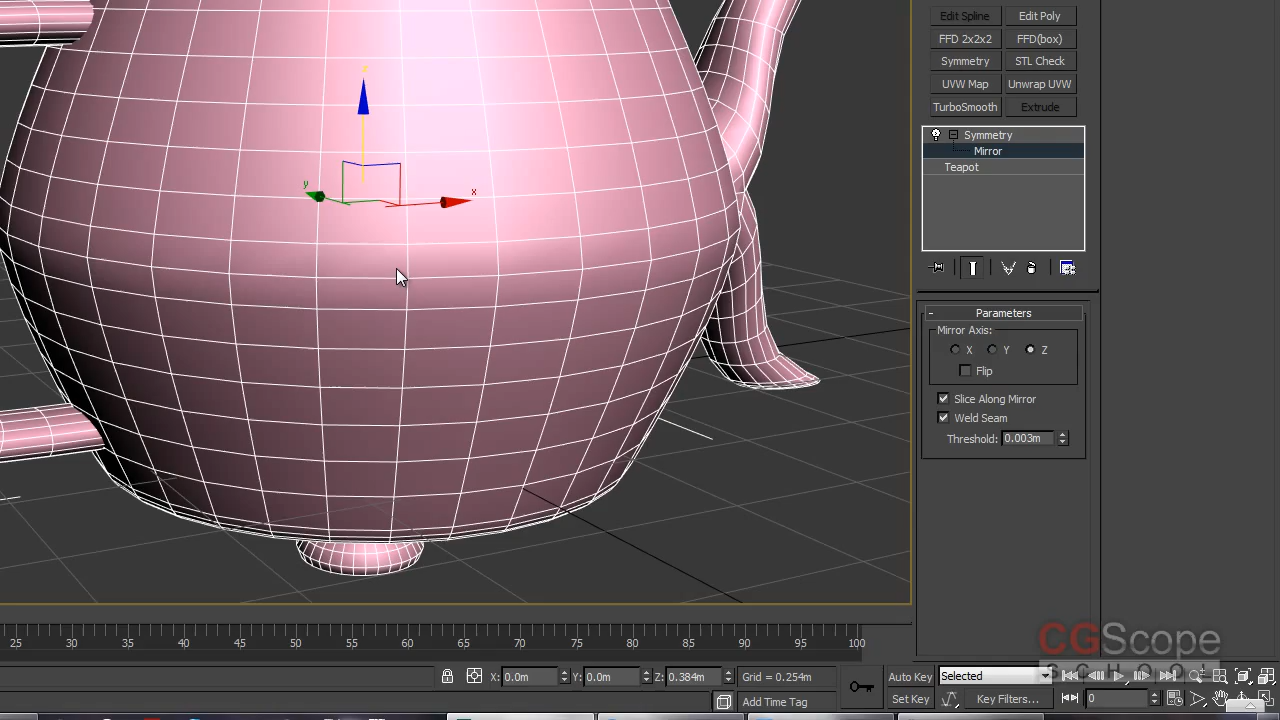 Edit Spline Edit Poly
FFD 2x2x2 FFD(box)
Symmetry STL Check
UVW Map Unwrap UVW
TurboSmooth Extrude
Symmetry
Mirror
Teapot
z
y
x
- Parameters
Mirror Axis:
X Y Z
Flip
Slice Along Mirror
Weld Seam
Threshold: 0.003m
25 30 35 40 45 50 55 60 65 70 75 80 85 90 95 100
CGScope
SCHOOL
X: 0.0m Y: 0.0m Z: 0.384m Grid = 0.254m Auto Key Selected
Add Time Tag Set Key Key Filters... 0